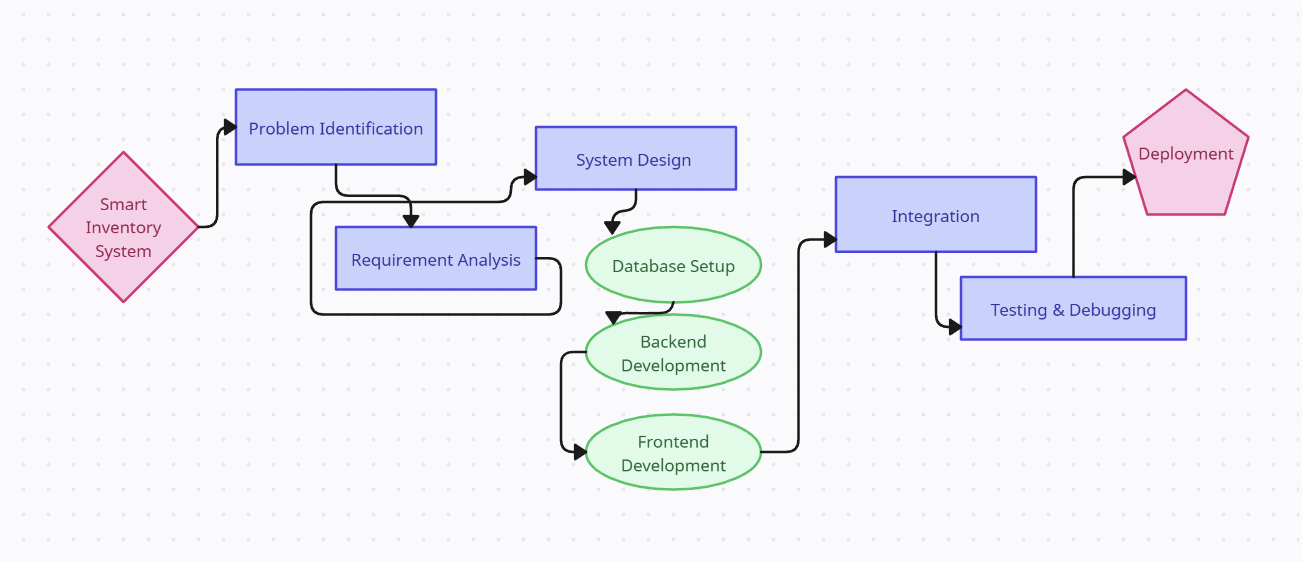 Smart
Inventory
System
Problem Identification
Requirement Analysis
System Design
Database Setup
Backend
Development
Frontend
Development
Integration
Testing & Debugging
Deployment